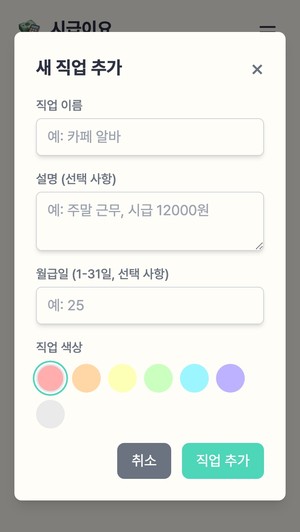 시급이요
새 직업 추가
×
직업 이름
예: 카페 알바
설명 (선택 사항)
예: 주말 근무, 시급 12000원
월급일 (1-31일, 선택 사항)
예: 25
직업 색상
취소
직업 추가